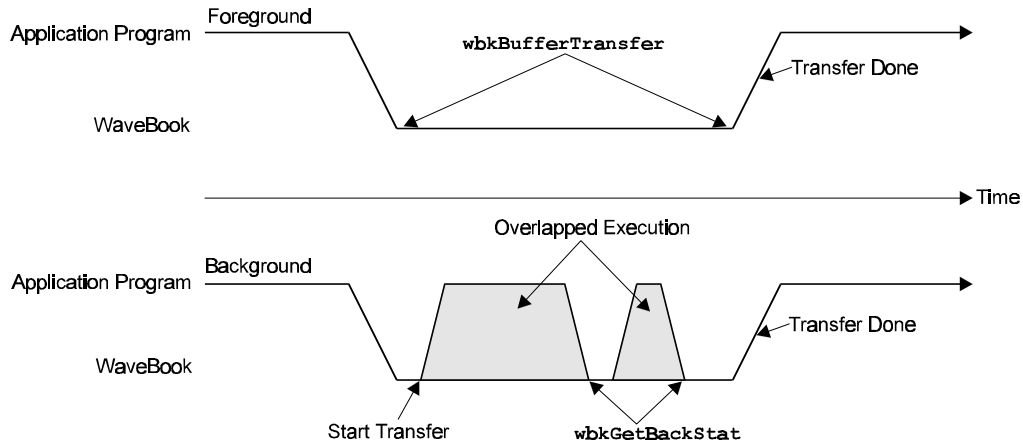 Foreground
Application Program
wbkBufferTransfer
Transfer Done
WaveBook
Time
Overlapped Execution
Background
Application Program
Transfer Done
WaveBook
Start Transfer
wbkGetBackStat